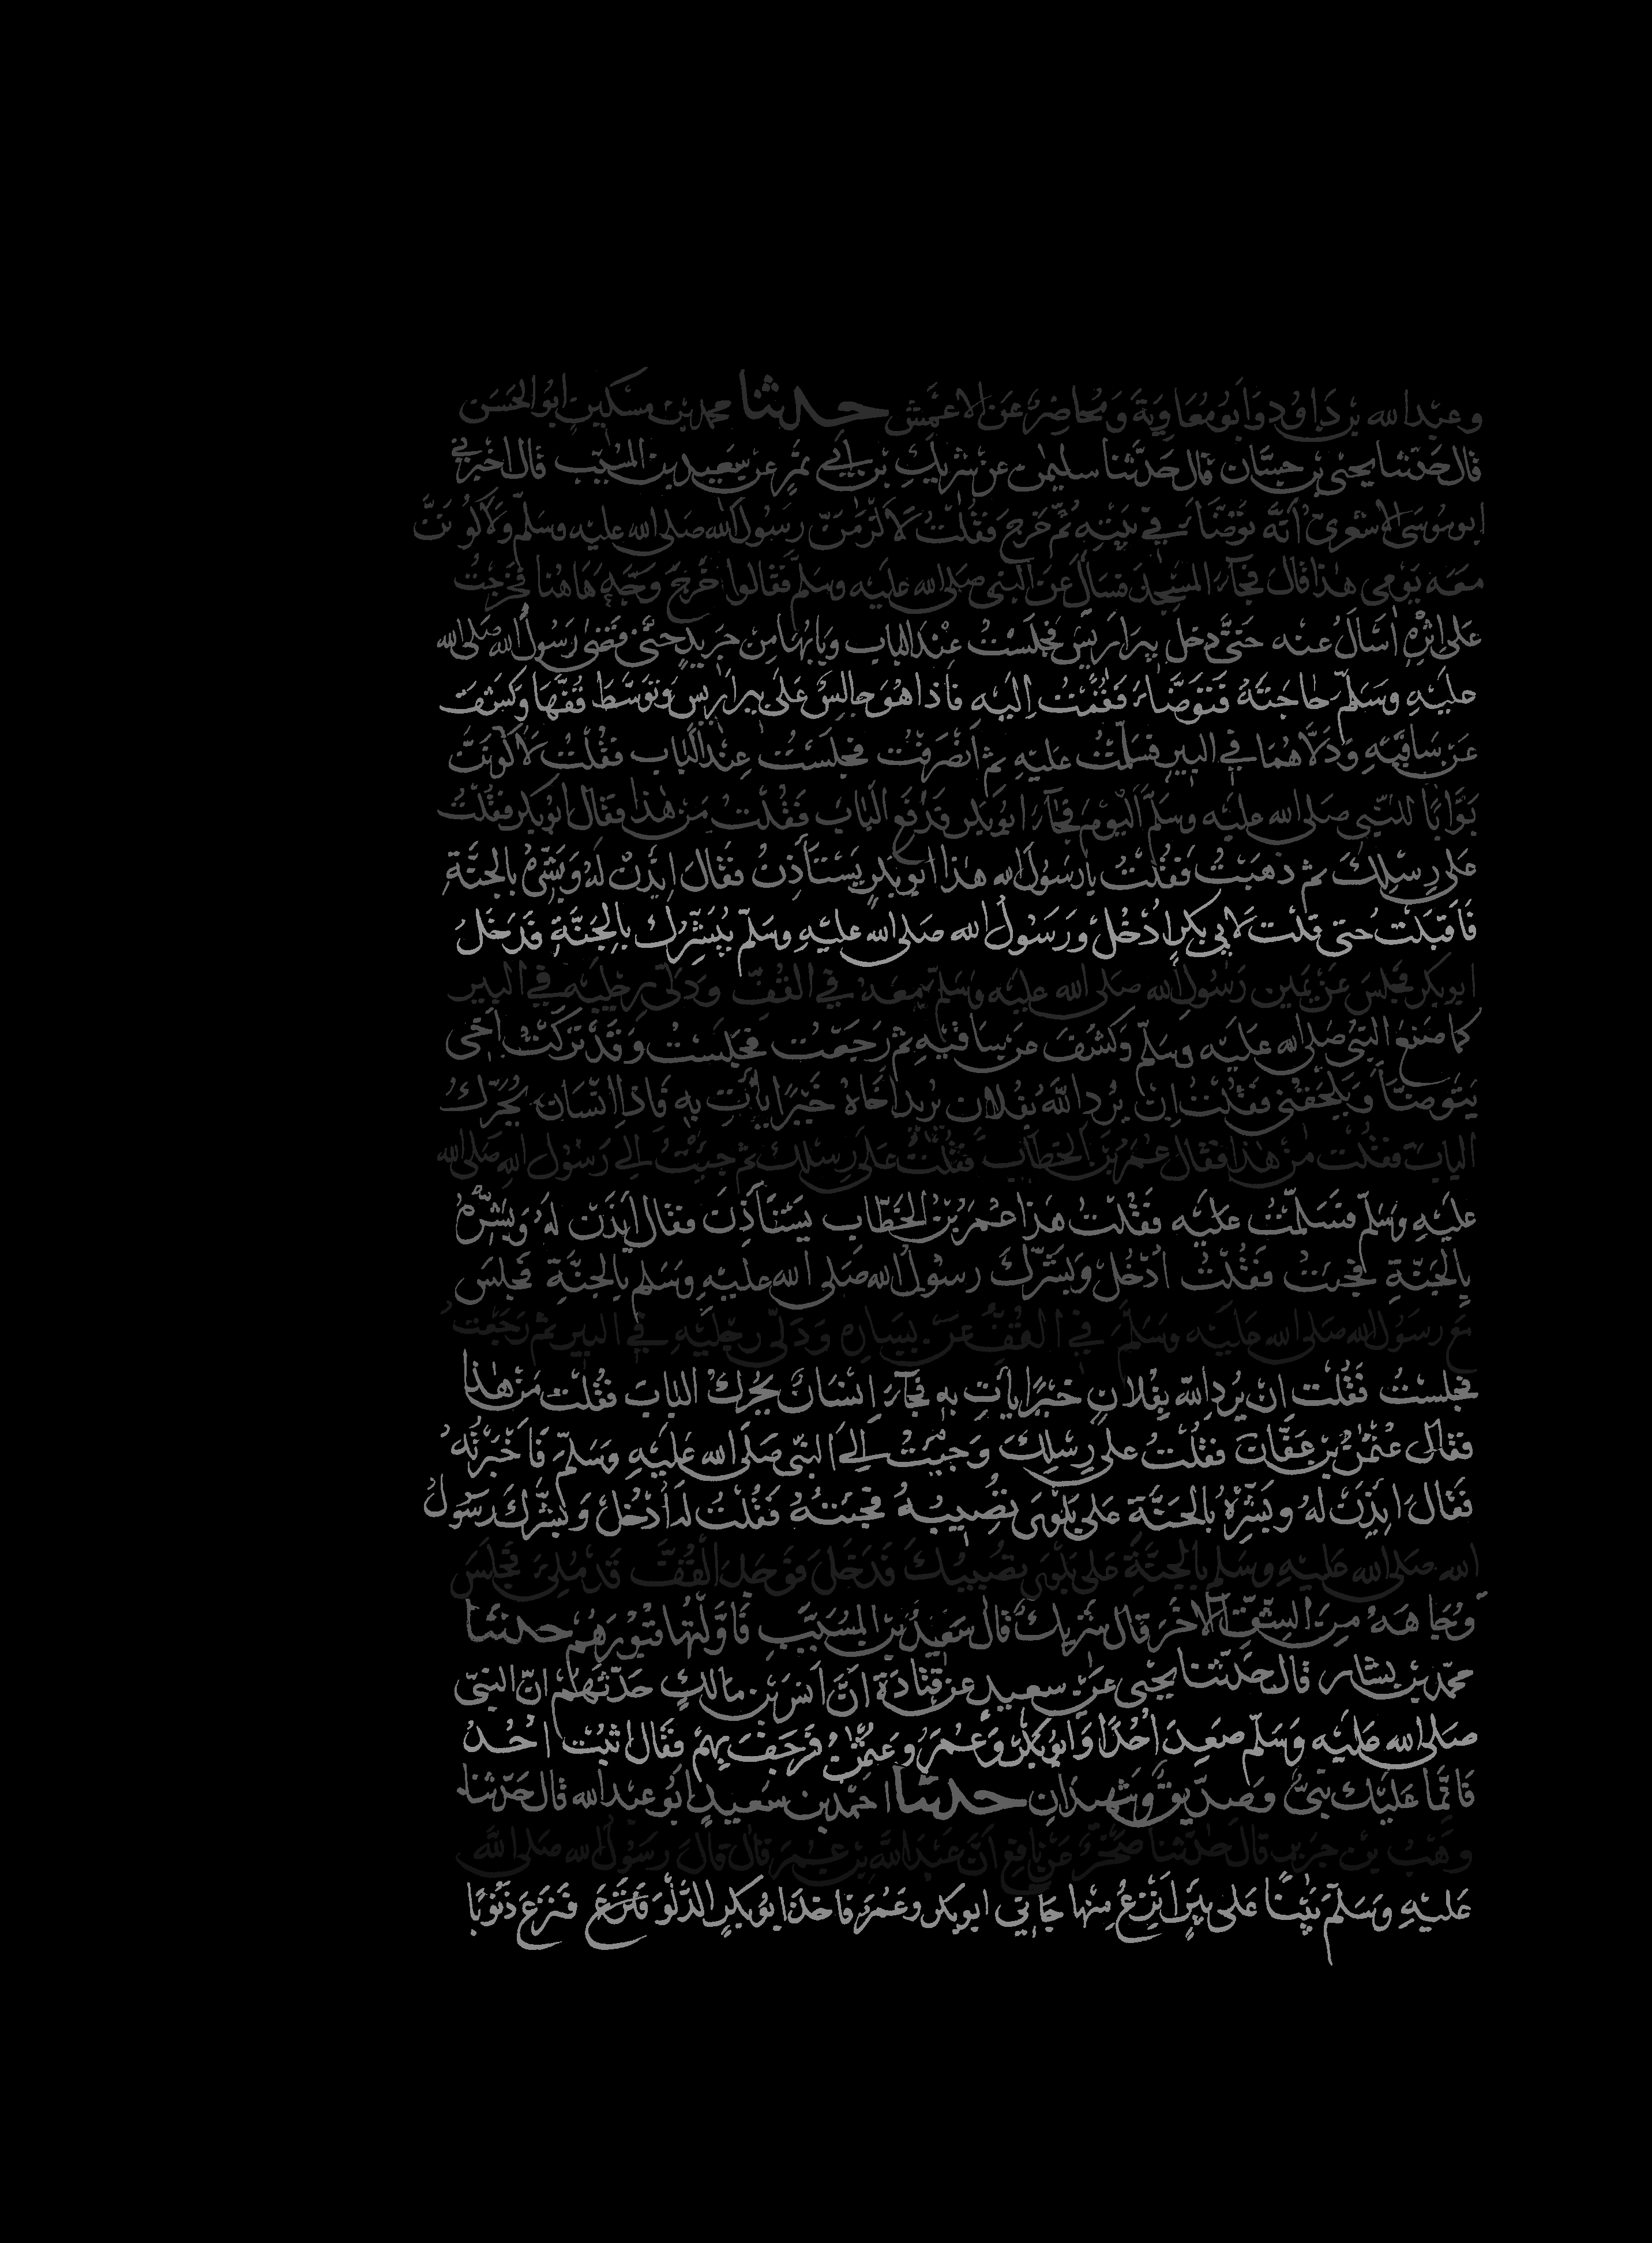 وعبد الله بن داود وابو معاوية ومحاضر عن الاعمش حدثنا محمد بن مسكين ابو الحسن
قال حدثنا يحيى بن حسان قال حدثنا سليمن عن شريك بن ابي نمر عن سعيد بن المسيب قال اخبرني
ابو موسى الاشعري انه توضأ في بيته ثم خرج فقلت لألزمن رسول الله صلى الله عليه وسلم ولأكونن
معه يومي هذا قال فجاء المسجد فسأل عن النبي صلى الله عليه وسلم فقالوا خرج وجه هاهنا فخرجت
على اثره اسأل عنه حتى دخل بير اريس فجلست عند الباب وبابها من جريد حتى قضى رسول الله صلى الله
عليه وسلم حاجته فتوضأ فقمت اليه فاذا هو جالس على بير اريس وتوسط قفها وكشف
عن ساقيه ودلاهما في البير فسلمت عليه ثم انصرفت فجلست عند الباب فقلت لأكونن
بوابا للنبي صلى الله عليه وسلم اليوم فجاء ابو بكر فدفع الباب فقلت من هذا فقال ابو بكر فقلت
على رسلك ثم ذهبت فقلت يا رسول الله هذا ابو بكر يستأذن فقال ائذن له وبشره بالجنة
فاقبلت حتى قلت لابي بكر ادخل ورسول الله صلى الله عليه وسلم يبشرك بالجنة فدخل
ابو بكر فجلس عن يمين رسول الله صلى الله عليه وسلم معه في القف ودلى رجليه في البير
كما صنع النبي صلى الله عليه وسلم وكشف عن ساقيه ثم رجعت فجلست وقد تركت اخي
يتوضأ ويلحقني فقلت ان يرد الله بفلان يريد اخاه خيرا يأت به فاذا انسان يحرك
الباب فقلت من هذا فقال عمر بن الخطاب فقلت على رسلك ثم جيت الى رسول الله صلى الله
عليه وسلم فسلمت عليه فقلت هذا عمر بن الخطاب يستأذن فقال ايذن له وبشره
بالجنة فجيت فقلت ادخل وبشرك رسول الله صلى الله عليه وسلم بالجنة فجلس
مع رسول الله صلى الله عليه وسلم في القف عن يساره ودلى رجليه في البير ثم رجعت
فجلست فقلت ان يرد الله بفلان خيرا يأت به فجاء انسان يحرك الباب فقلت من هذا
فقال عثمن بن عفان فقلت على رسلك وجيت الى النبي صلى الله عليه وسلم فاخبرته
فقال ايذن له وبشره بالجنة على بلوى تصيبه فجيته فقلت له ادخل وبشرك رسول
الله صلى الله عليه وسلم بالجنة على بلوى تصيبك فدخل فوجد القف قد ملئ فجلس
وجاهه من الشق الاخر قال شريك قال سعيد بن المسيب فاولتها قبورهم حدثنا
محمد بن بشار قال حدثنا يحيى عن سعيد عن قتادة ان انس بن مالك حدثهم ان النبي
صلى الله عليه وسلم صعد احدا وابو بكر وعمر وعثمن فرجف بهم فقال اثبت احد
فانما عليك نبي وصديق وشهيدان حدثنا احمد بن سعيد ابو عبد الله قال حدثنا
وهب بن جرير قال حدثنا صخر عن نافع ان عبد الله بن عمر قال قال رسول الله صلى الله
عليه وسلم بينا على بير انزع منها جاني ابو بكر وعمر فاخذ ابو بكر الدلو فنزع فنزع ذنوبا